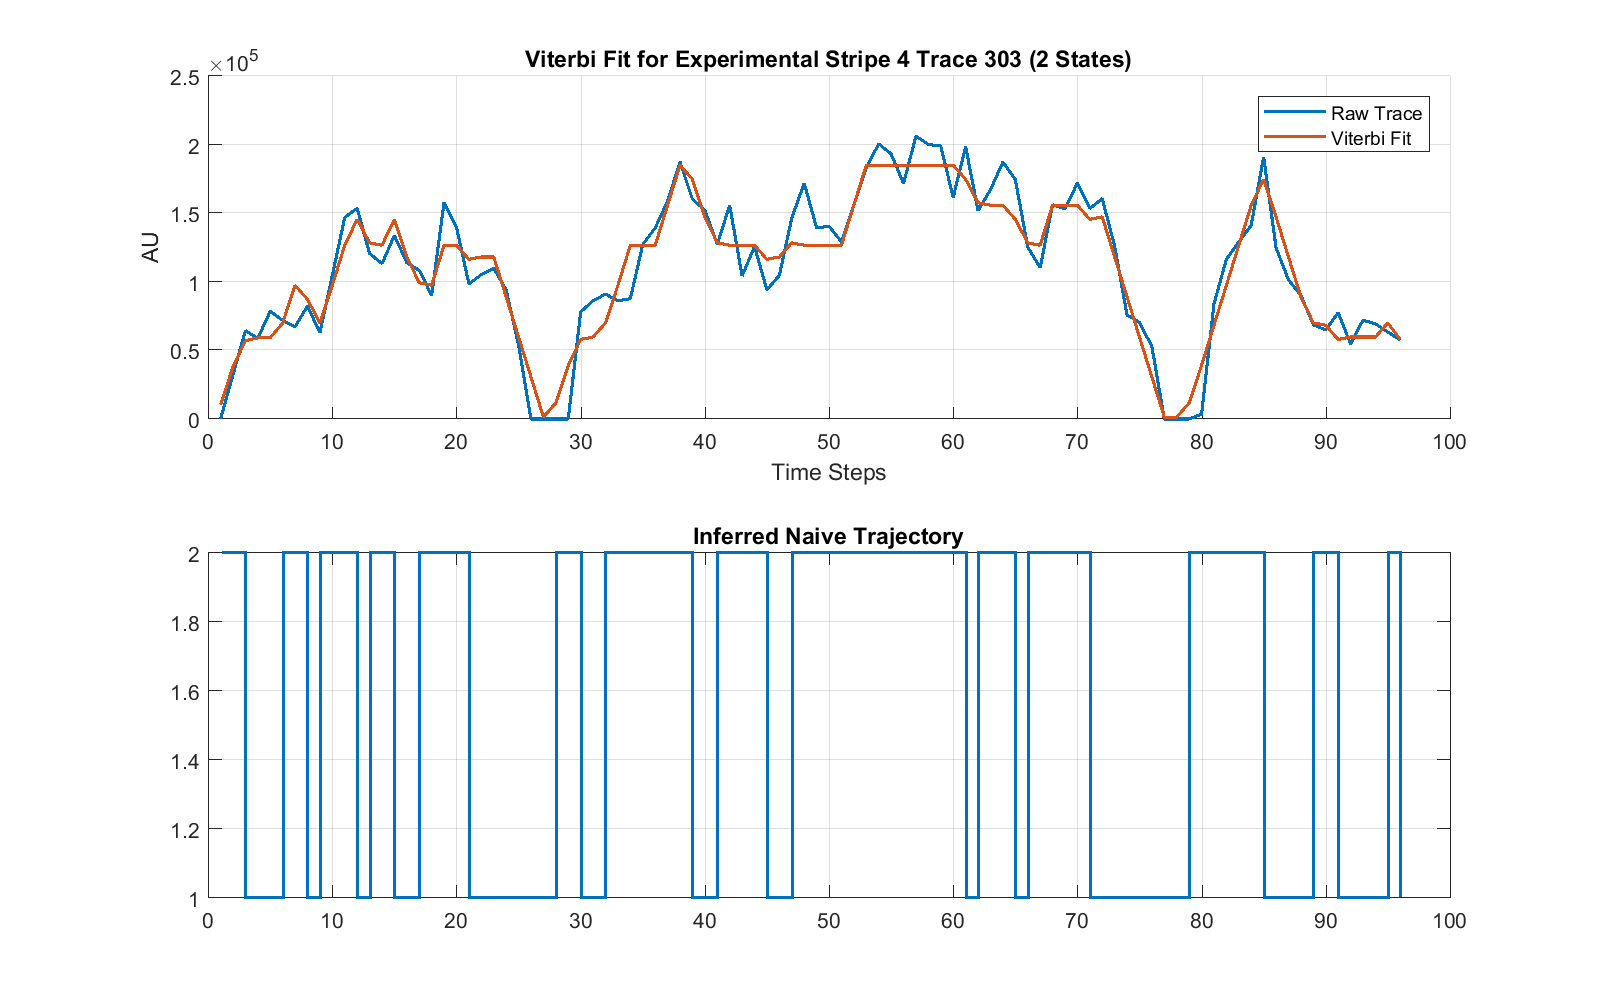 Viterbi Fit for Experimental Stripe 4 Trace 303 (2 States)
×10^5
2.5
2
1.5
1
0.5
0
AU
Raw Trace
Viterbi Fit
0 10 20 30 40 50 60 70 80 90 100
Time Steps
Inferred Naive Trajectory
2
1.8
1.6
1.4
1.2
1
0 10 20 30 40 50 60 70 80 90 100